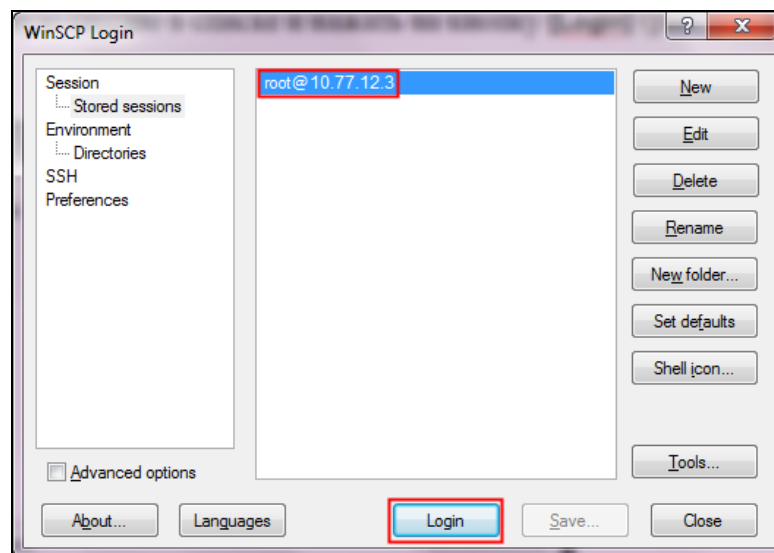 WinSCP Login
Session
Stored sessions
Environment
Directories
SSH
Preferences
root@10.77.12.3
New
Edit
Delete
Rename
New folder...
Set defaults
Shell icon...
Tools...
Advanced options
About...
Languages
Login
Save...
Close